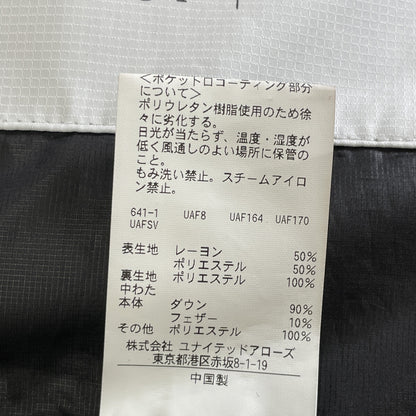 <ポケット口コーティング部分
について>
ポリウレタン樹脂使用のため徐
々に劣化する。
日光が当たらず、温度・湿度が
低く風通しのよい場所に保管の
こと。
もみ洗い禁止。スチームアイロ
ン禁止。
641-1 UAF8 UAF164 UAF170
UAFSV
表生地 レーヨン 50%
ポリエステル 50%
裏生地 ポリエステル 100%
中わた
本体 ダウン 90%
フェザー 10%
その他 ポリエステル 100%
株式会社 ユナイテッドアローズ
東京都港区赤坂8-1-19
中国製